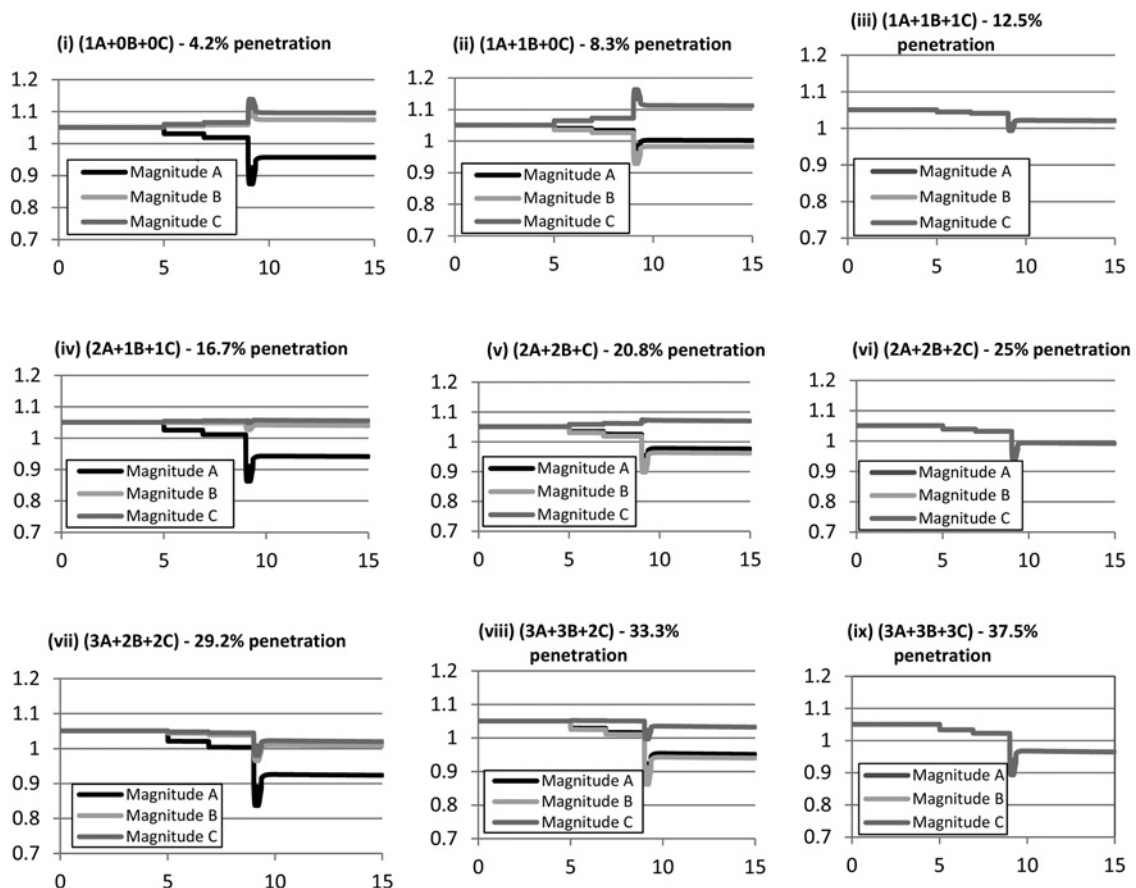 (i) (1A+0B+0C) - 4.2% penetration
1.2
1.1
1
0.9
0.8
0.7
Magnitude A
Magnitude B
Magnitude C
0 5 10 15
(ii) (1A+1B+0C) - 8.3% penetration
1.2
1.1
1
0.9
0.8
0.7
Magnitude A
Magnitude B
Magnitude C
0 5 10 15
(iii) (1A+1B+1C) - 12.5%
penetration
1.2
1.1
1
0.9
0.8
0.7
Magnitude A
Magnitude B
Magnitude C
0 5 10 15
(iv) (2A+1B+1C) - 16.7% penetration
1.2
1.1
1
0.9
0.8
0.7
Magnitude A
Magnitude B
Magnitude C
0 5 10 15
(v) (2A+2B+C) - 20.8% penetration
1.2
1.1
1
0.9
0.8
0.7
Magnitude A
Magnitude B
Magnitude C
0 5 10 15
(vi) (2A+2B+2C) - 25% penetration
1.2
1.1
1
0.9
0.8
0.7
Magnitude A
Magnitude B
Magnitude C
0 5 10 15
(vii) (3A+2B+2C) - 29.2% penetration
1.2
1.1
1
0.9
0.8
0.7
Magnitude A
Magnitude B
Magnitude C
0 5 10 15
(viii) (3A+3B+2C) - 33.3%
penetration
1.2
1.1
1
0.9
0.8
0.7
Magnitude A
Magnitude B
Magnitude C
0 5 10 15
(ix) (3A+3B+3C) - 37.5%
penetration
1.2
1.1
1
0.9
0.8
0.7
Magnitude A
Magnitude B
Magnitude C
0 5 10 15